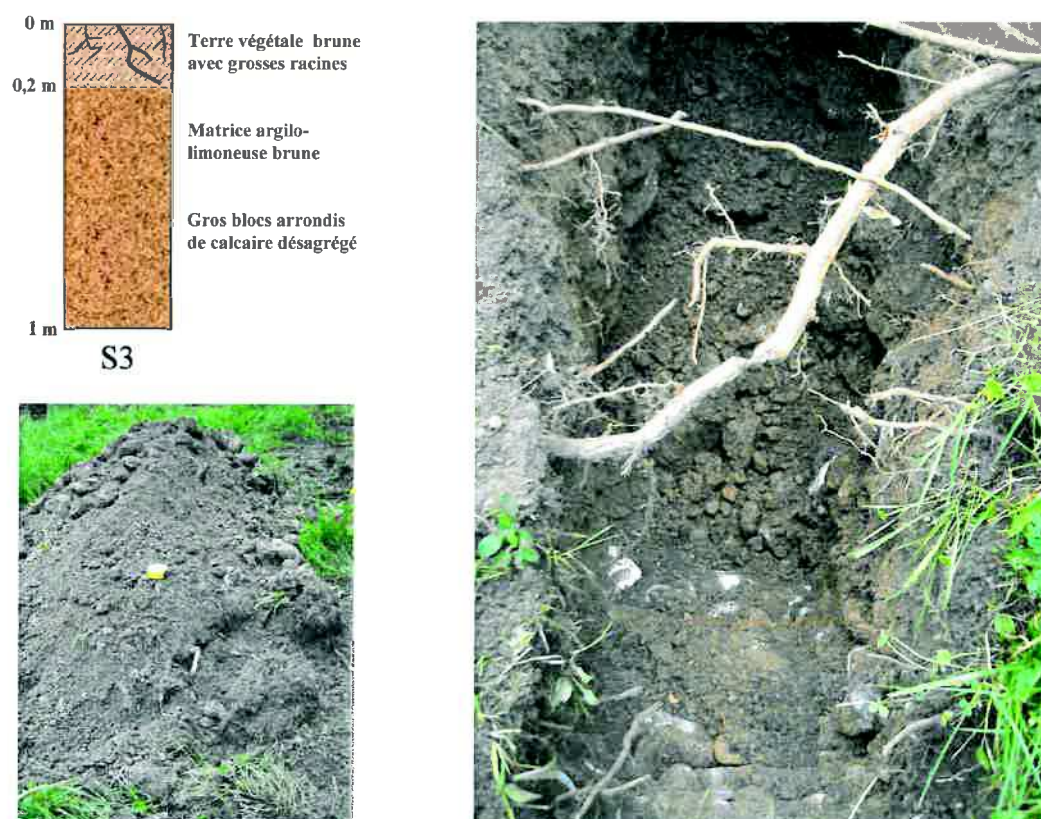 0 m
Terre végétale brune
avec grosses racines
0,2 m
Matrice argilo-
limoneuse brune
Gros blocs arrondis
de calcaire désagrégé
1 m
S3